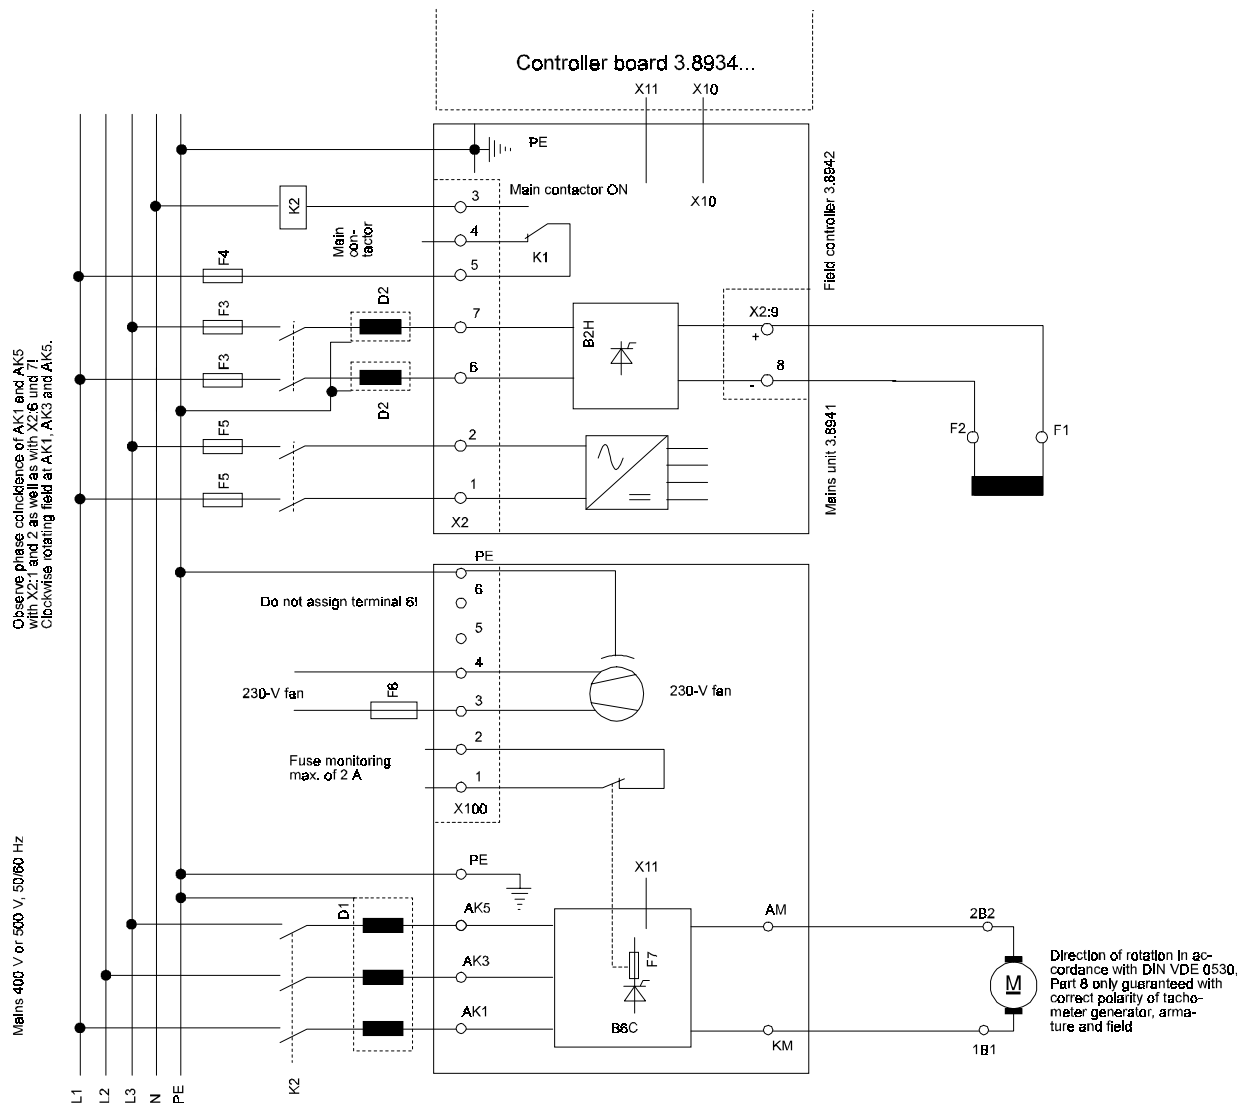 Controller board 3.8934...
X11
X10
PE
X10
Field controller 3.8942
Main contactor ON
3
K2
Main
con-
tactor
4
K1
F4
5
D2
F3
7
B2H
X2:9
+
F3
6
8
-
D2
F2
F1
F5
2
Mains unit 3.8941
F5
1
X2
Observe phase coincidence of AK1 and AK5
with X2:1 and 2 as well as with X2:6 und 7!
Clockwise rotating field at AK1, AK3 and AK5.
PE
Do not assign terminal 6!
6
5
4
230-V fan
F6
3
230-V fan
2
Fuse monitoring
max. of 2 A
1
X100
Mains 400 V or 500 V, 50/60 Hz
PE
X11
D1
AK5
AM
2B2
AK3
F7
M
Direction of rotation in ac-
cordance with DIN VDE 0530,
Part 8 only guaranteed with
correct polarity of tacho-
meter generator, arma-
ture and field
AK1
B6C
KM
1B1
K2
L1
L2
L3
N
PE